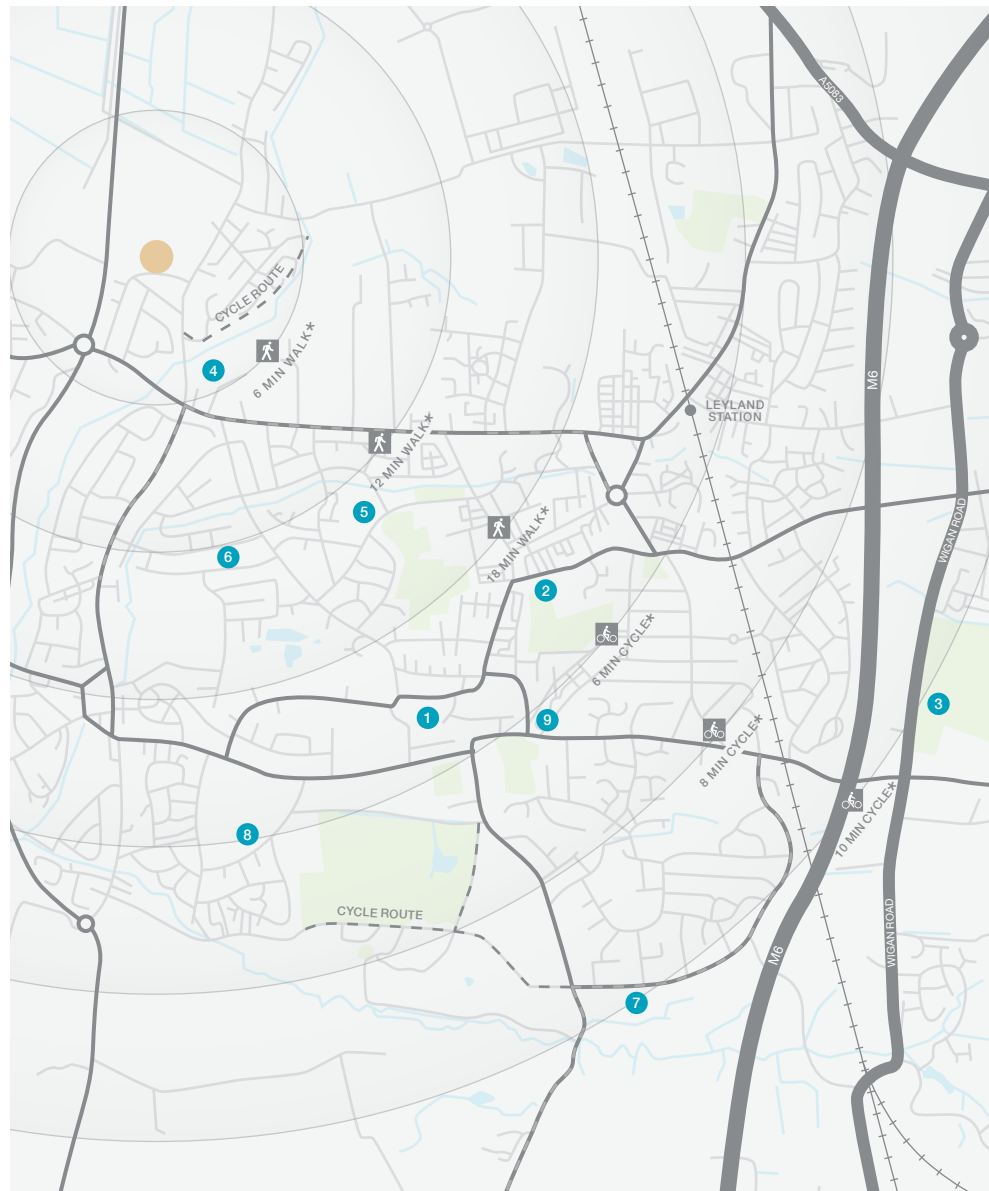 A5083
CYCLE ROUTE
4
6 MIN WALK*
M6
LEYLAND
STATION
12 MIN WALK*
5
18 MIN WALK*
WIGAN ROAD
6
2
6 MIN CYCLE*
3
1
9
8 MIN CYCLE*
10 MIN CYCLE*
8
CYCLE ROUTE
WIGAN ROAD
M6
7